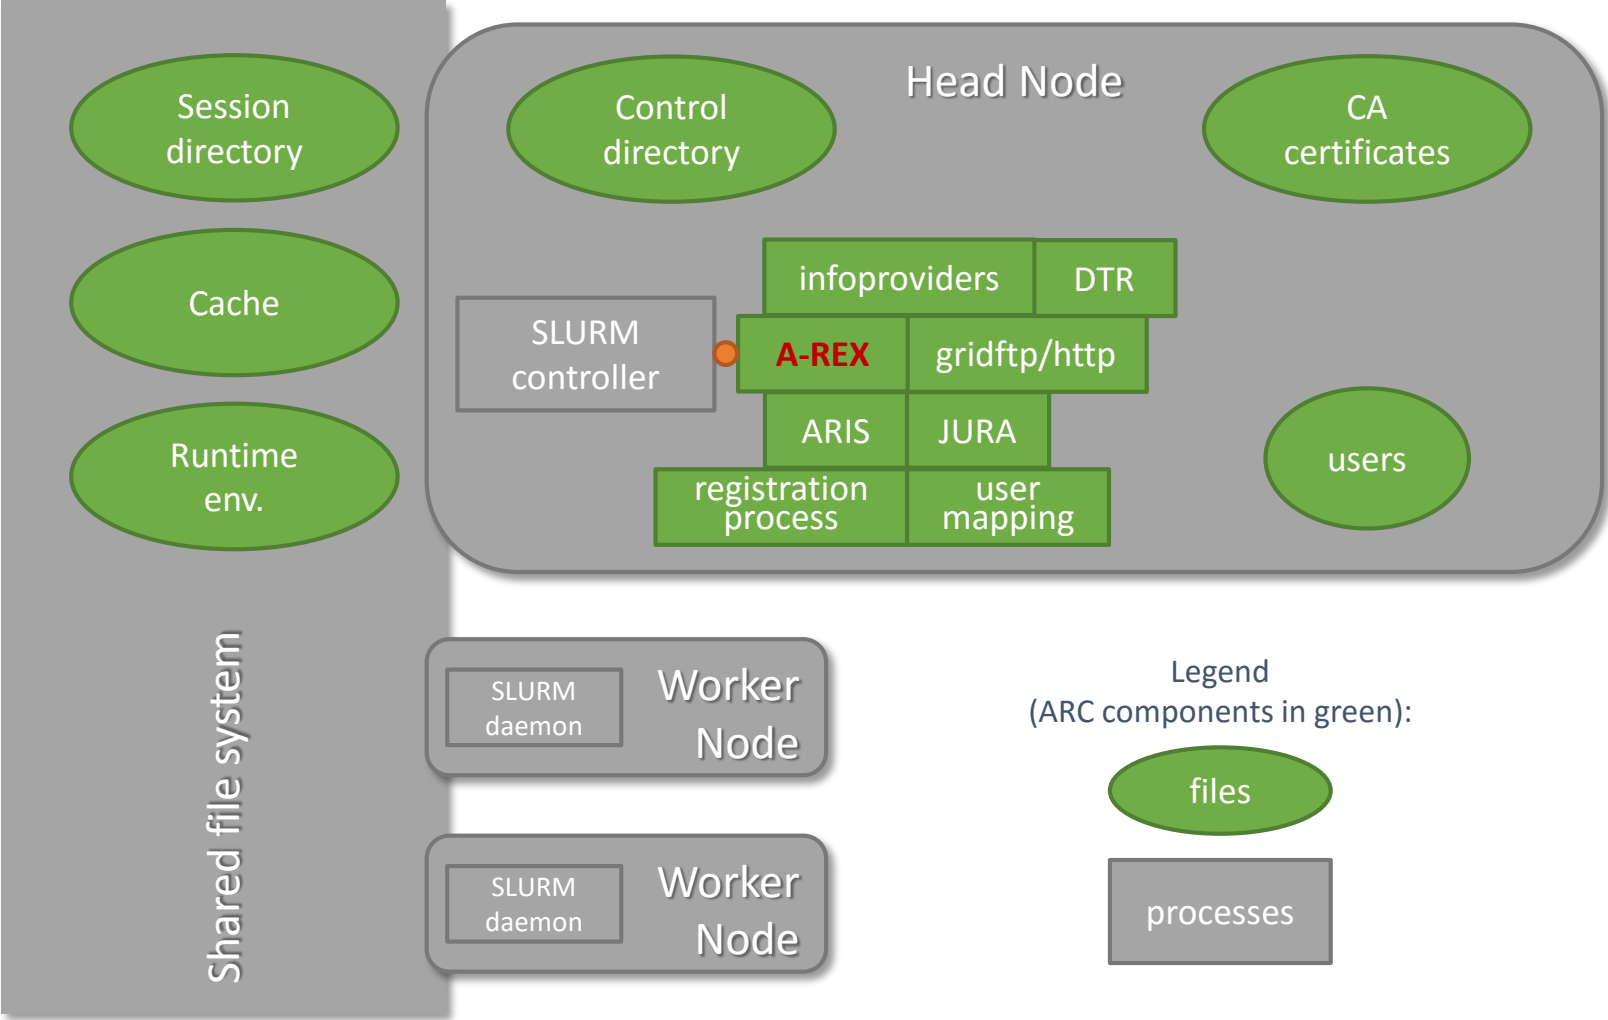 Session
directory
Cache
Runtime
env.
Shared file system
Head Node
Control
directory
CA
certificates
infoproviders
DTR
SLURM
controller
A-REX
gridftp/http
ARIS
JURA
registration
process
user
mapping
users
SLURM
daemon
Worker
Node
SLURM
daemon
Worker
Node
Legend
(ARC components in green):
files
processes